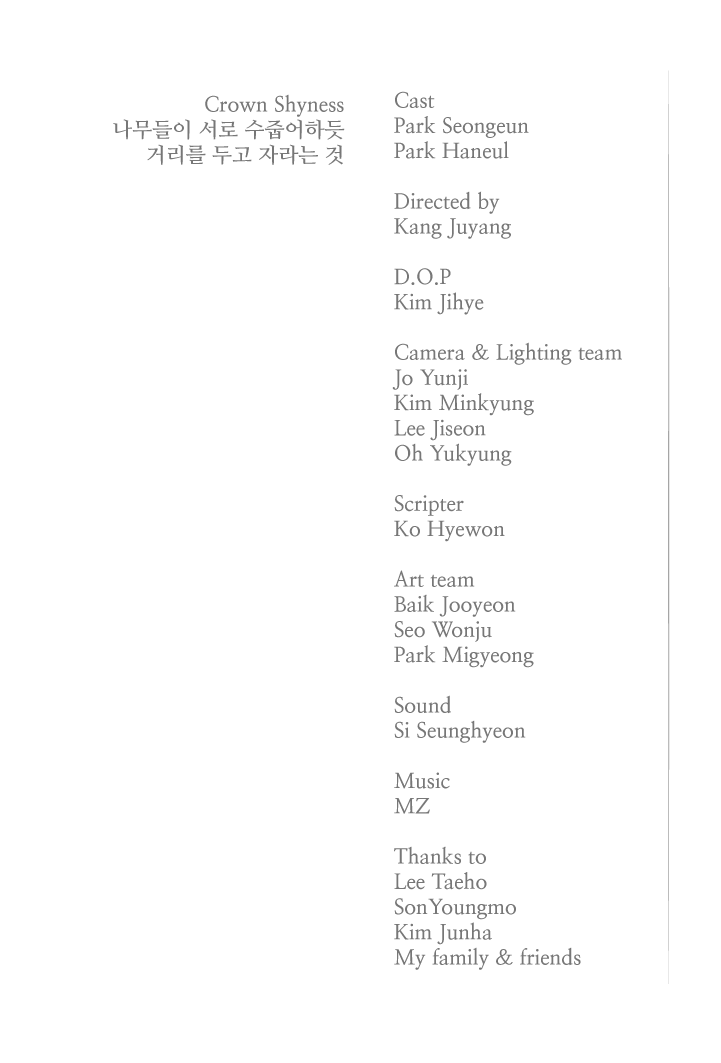 Crown Shyness
나무들이 서로 수줍어하듯
거리를 두고 자라는 것
Cast
Park Seongeun
Park Haneul
Directed by
Kang Juyang
D.O.P
Kim Jihye
Camera & Lighting team
Jo Yunji
Kim Minkyung
Lee Jiseon
Oh Yukyung
Scripter
Ko Hyewon
Art team
Baik Jooyeon
Seo Wonju
Park Migyeong
Sound
Si Seunghyeon
Music
MZ
Thanks to
Lee Taeho
SonYoungmo
Kim Junha
My family & friends